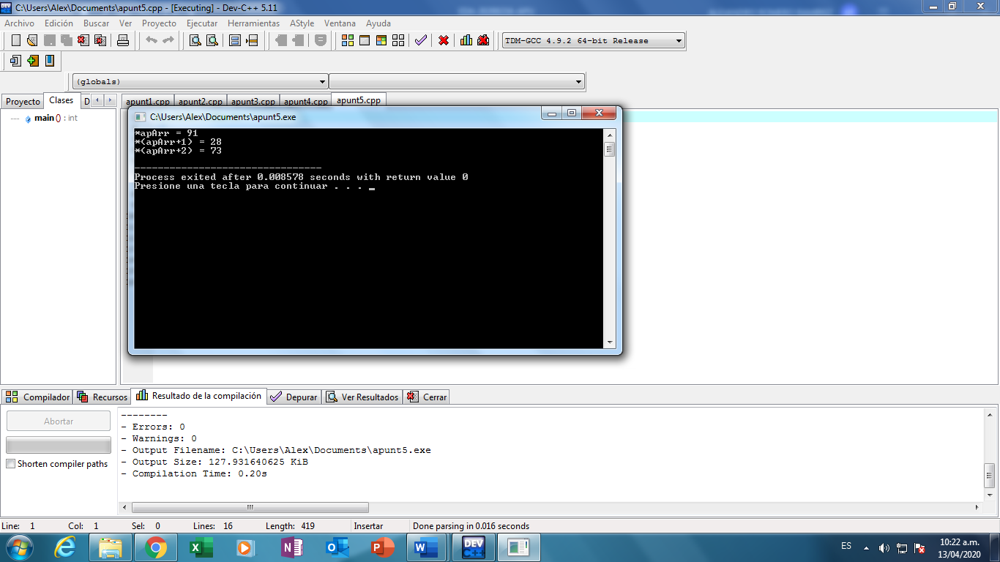 C:\Users\Alex\Documents\apunt5.cpp - [Executing] - Dev-C++ 5.11
Archivo Edición Buscar Ver Proyecto Ejecutar Herramientas AStyle Ventana Ayuda
TDM-GCC 4.9.2 64-bit Release
(globals)
Proyecto Clases D
apunt1.cpp apunt2.cpp apunt3.cpp apunt4.cpp apunt5.cpp
main () : int
C:\Users\Alex\Documents\apunt5.exe
*apArr = 91
*(apArr+1) = 28
*(apArr+2) = 73
--------------------------------
Process exited after 0.008578 seconds with return value 0
Presione una tecla para continuar . . .
Compilador Recursos Resultado de la compilación Depurar Ver Resultados Cerrar
Abortar
Shorten compiler paths
--------
- Errors: 0
- Warnings: 0
- Output Filename: C:\Users\Alex\Documents\apunt5.exe
- Output Size: 127.931640625 KiB
- Compilation Time: 0.20s
Line: 1 Col: 1 Sel: 0 Lines: 16 Length: 419 Insertar Done parsing in 0.016 seconds
DEV C++
ES
10:22 a.m.
13/04/2020